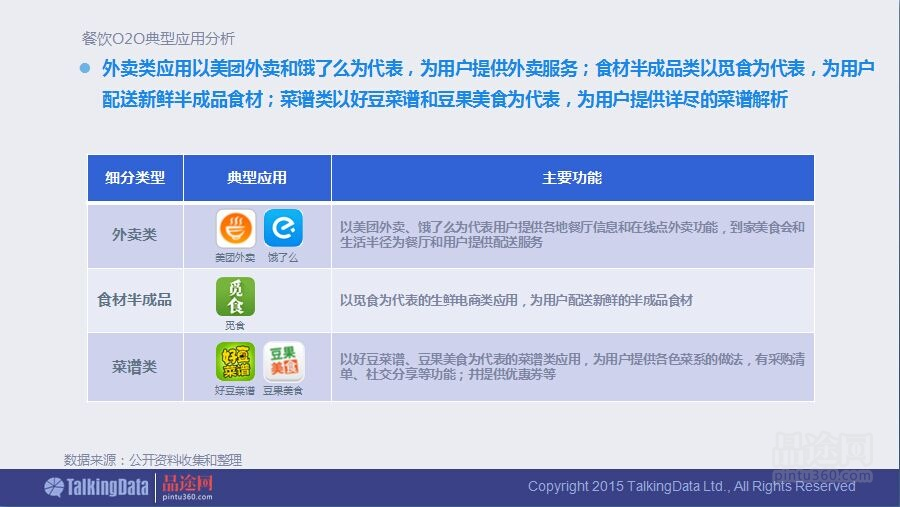 餐饮O2O典型应用分析
外卖类应用以美团外卖和饿了么为代表，为用户提供外卖服务；食材半成品类以觅食为代表，为用户
配送新鲜半成品食材；菜谱类以好豆菜谱和豆果美食为代表，为用户提供详尽的菜谱解析
细分类型 典型应用 主要功能
外卖类
美团外卖 饿了么
以美团外卖、饿了么为代表用户提供各地餐厅信息和在线点外卖功能，到家美食会和
生活半径为餐厅和用户提供配送服务
食材半成品
觅
食
觅食
以觅食为代表的生鲜电商类应用，为用户配送新鲜的半成品食材
菜谱类
好豆
菜谱
豆果
美食
好豆菜谱 豆果美食
以好豆菜谱、豆果美食为代表的菜谱类应用，为用户提供各色菜系的做法，有采购清
单、社交分享等功能；并提供优惠券等
数据来源：公开资料收集和整理
品途网
pintu360.com
TalkingData
品途网
pintu360.com
Copyright 2015 TalkingData Ltd., All Rights Reserved